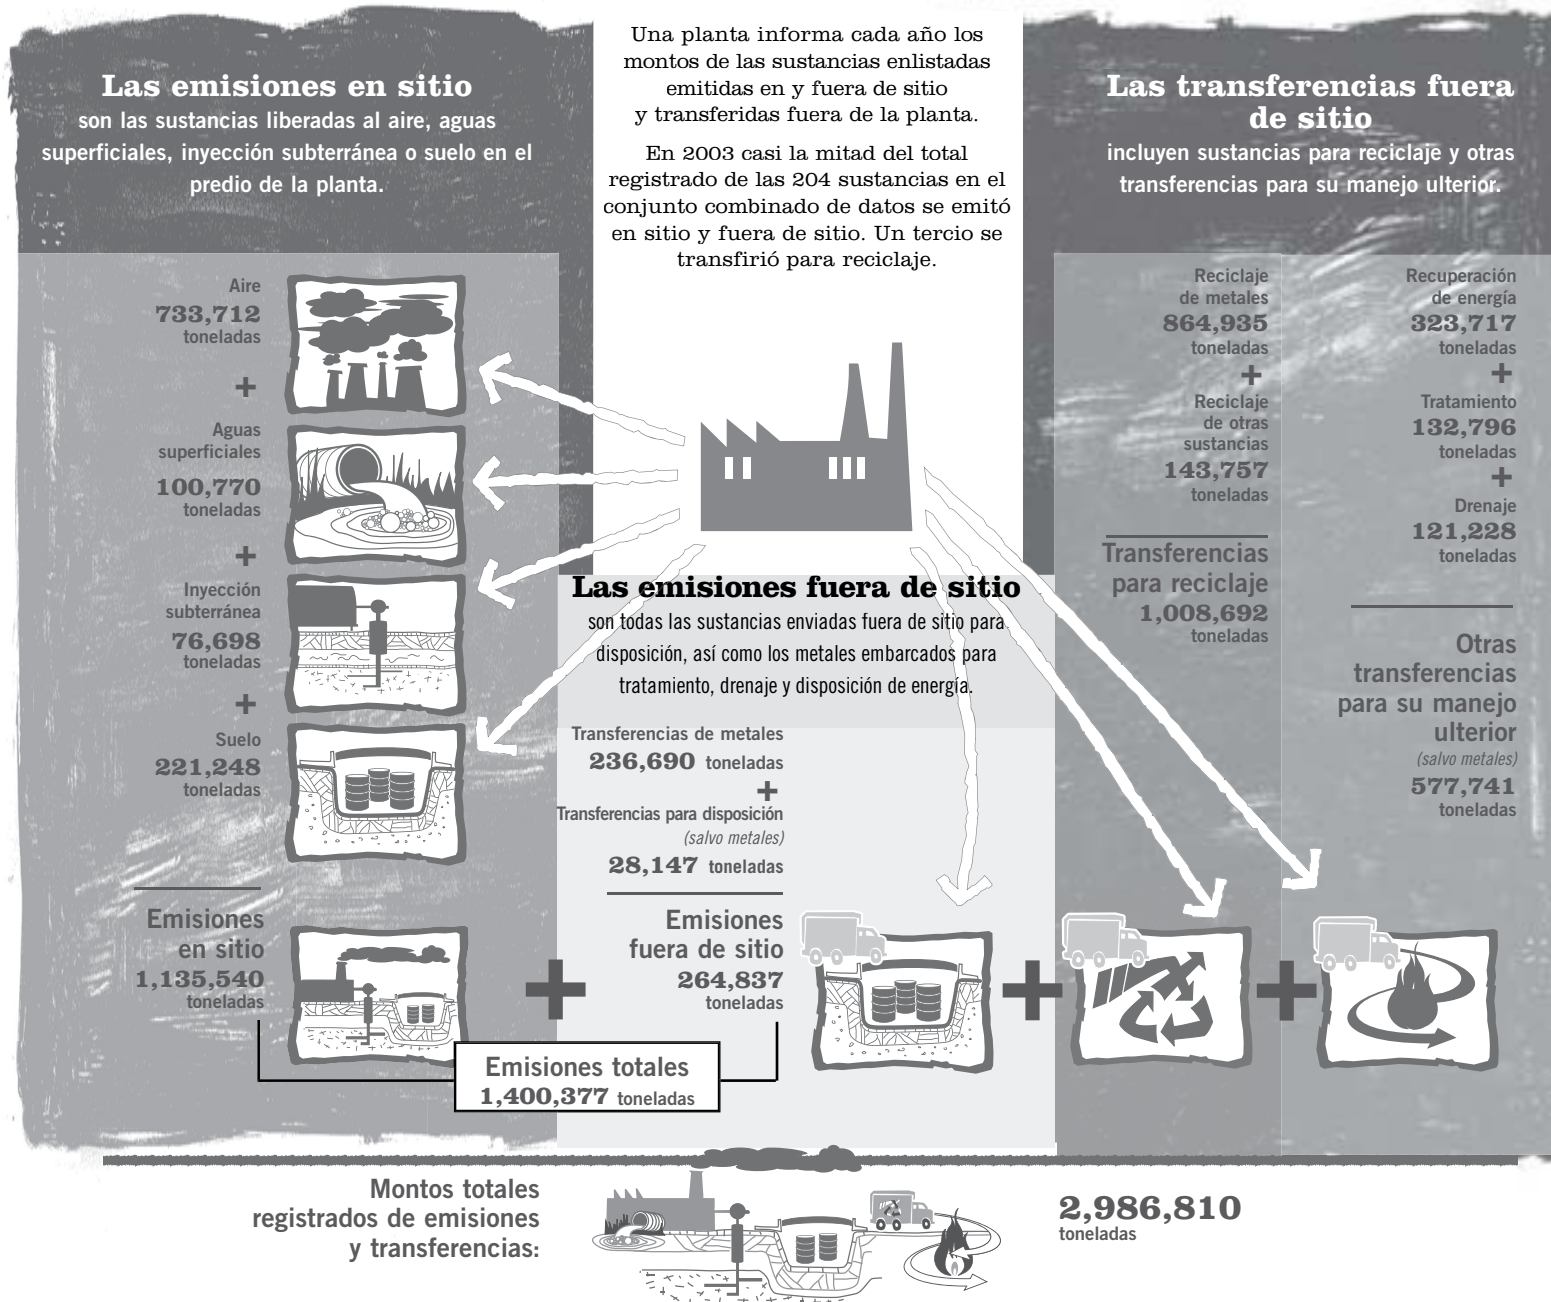 Las emisiones en sitio
son las sustancias liberadas al aire, aguas
superficiales, inyección subterránea o suelo en el
predio de la planta.
Una planta informa cada año los
montos de las sustancias enlistadas
emitidas en y fuera de sitio
y transferidas fuera de la planta.
En 2003 casi la mitad del total
registrado de las 204 sustancias en el
conjunto combinado de datos se emitó
en sitio y fuera de sitio. Un tercio se
transfirió para reciclaje.
Las transferencias fuera
de sitio
incluyen sustancias para reciclaje y otras
transferencias para su manejo ulterior.
Aire
733,712
toneladas
+
Aguas
superficiales
100,770
toneladas
+
Inyección
subterránea
76,698
toneladas
+
Suelo
221,248
toneladas
Emisiones
en sitio
1,135,540
toneladas
+
Las emisiones fuera de sitio
son todas las sustancias enviadas fuera de sitio para
disposición, así como los metales embarcados para
tratamiento, drenaje y disposición de energía.
Transferencias de metales
236,690 toneladas
+
Transferencias para disposición
(salvo metales)
28,147 toneladas
Emisiones
fuera de sitio
264,837
toneladas
Emisiones totales
1,400,377 toneladas
+
Reciclaje
de metales
864,935
toneladas
+
Reciclaje
de otras
sustancias
143,757
toneladas
Transferencias
para reciclaje
1,008,692
toneladas
+
Recuperación
de energía
323,717
toneladas
+
Tratamiento
132,796
toneladas
+
Drenaje
121,228
toneladas
Otras
transferencias
para su manejo
ulterior
(salvo metales)
577,741
toneladas
Montos totales
registrados de emisiones
y transferencias:
2,986,810
toneladas